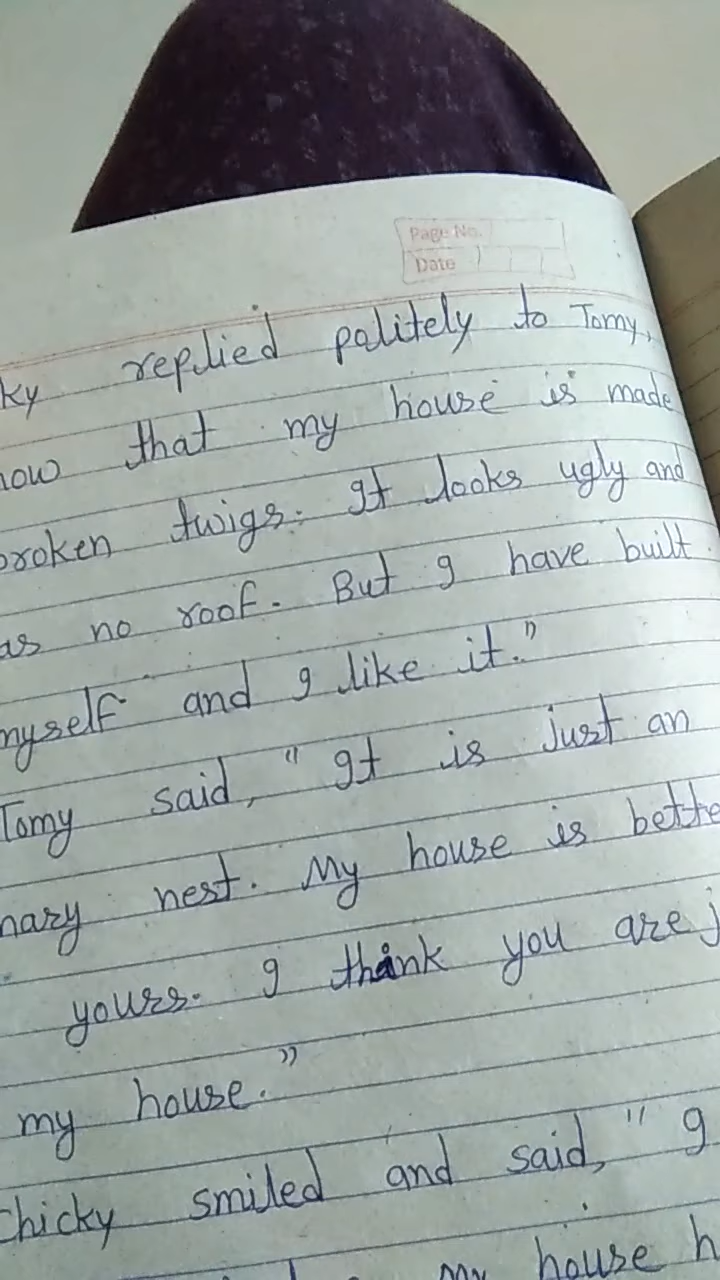 Page No.
Date
ky replied politely to Tomy,
now that my house is made
broken twigs. It looks ugly and
as no roof. But I have built
myself and I like it."
Tomy said, " It is just an
nary nest. My house is bette
yours. I think you are j
my house."
Chicky smiled and said, " I
my house h